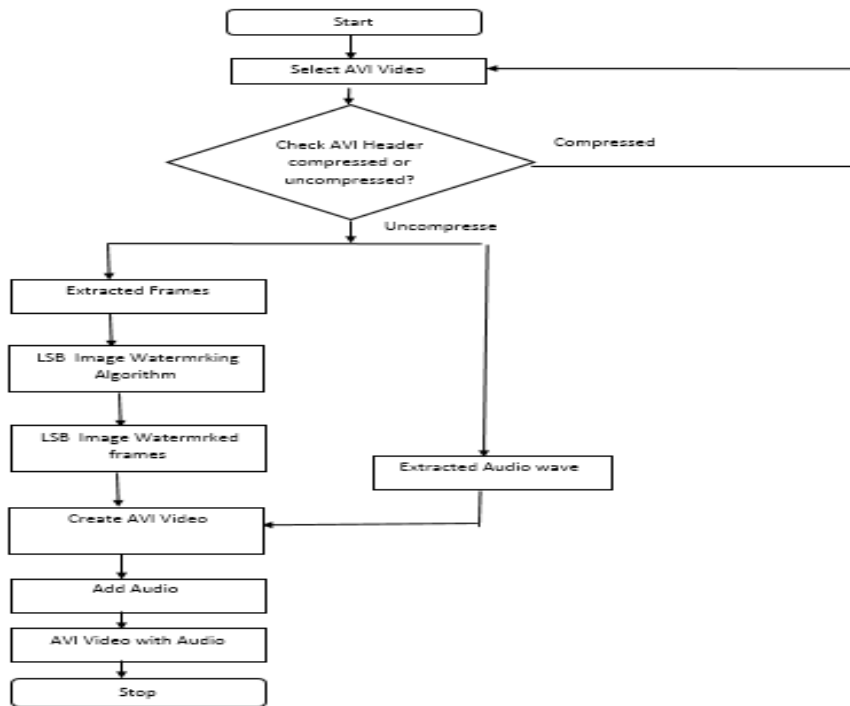 Start
Select AVI Video
Check AVI Header
compressed or
uncompressed?
Compressed
Uncompresse
Extracted Frames
LSB Image Watermrking
Algorithm
LSB Image Watermrked
frames
Extracted Audio wave
Create AVI Video
Add Audio
AVI Video with Audio
Stop